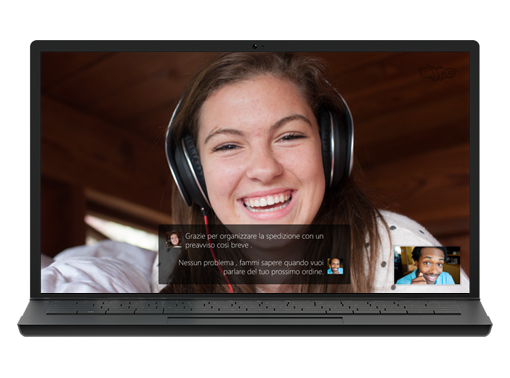 Grazie per organizzare la spedizione con un
preavviso così breve .
Nessun problema , fammi sapere quando vuoi
parlare del tuo prossimo ordine.